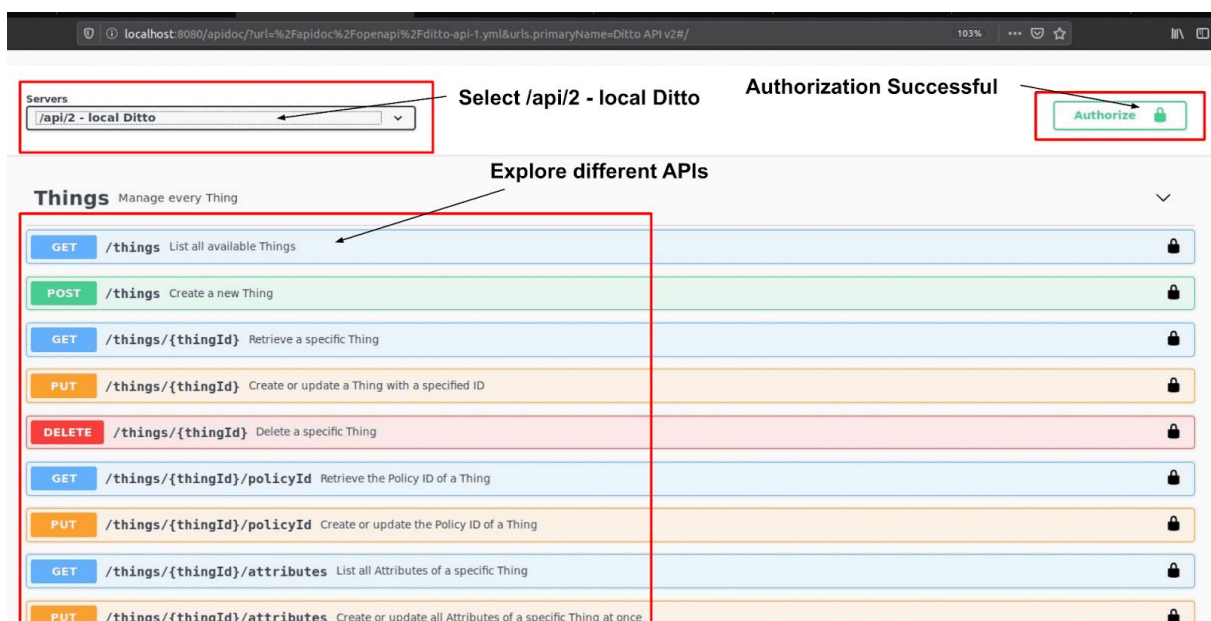 localhost:8080/apidoc/?url=%2Fapidoc%2Fopenapi%2Fditto-api-1.yml&urls.primaryName=Ditto API v2#/ 103%
Servers
/api/2 - local Ditto
Select /api/2 - local Ditto
Authorization Successful
Authorize
Explore different APIs
Things Manage every Thing
GET /things List all available Things
POST /things Create a new Thing
GET /things/{thingId} Retrieve a specific Thing
PUT /things/{thingId} Create or update a Thing with a specified ID
DELETE /things/{thingId} Delete a specific Thing
GET /things/{thingId}/policyId Retrieve the Policy ID of a Thing
PUT /things/{thingId}/policyId Create or update the Policy ID of a Thing
GET /things/{thingId}/attributes List all Attributes of a specific Thing
PUT /things/{thingId}/attributes Create or update all Attributes of a specific Thing at once